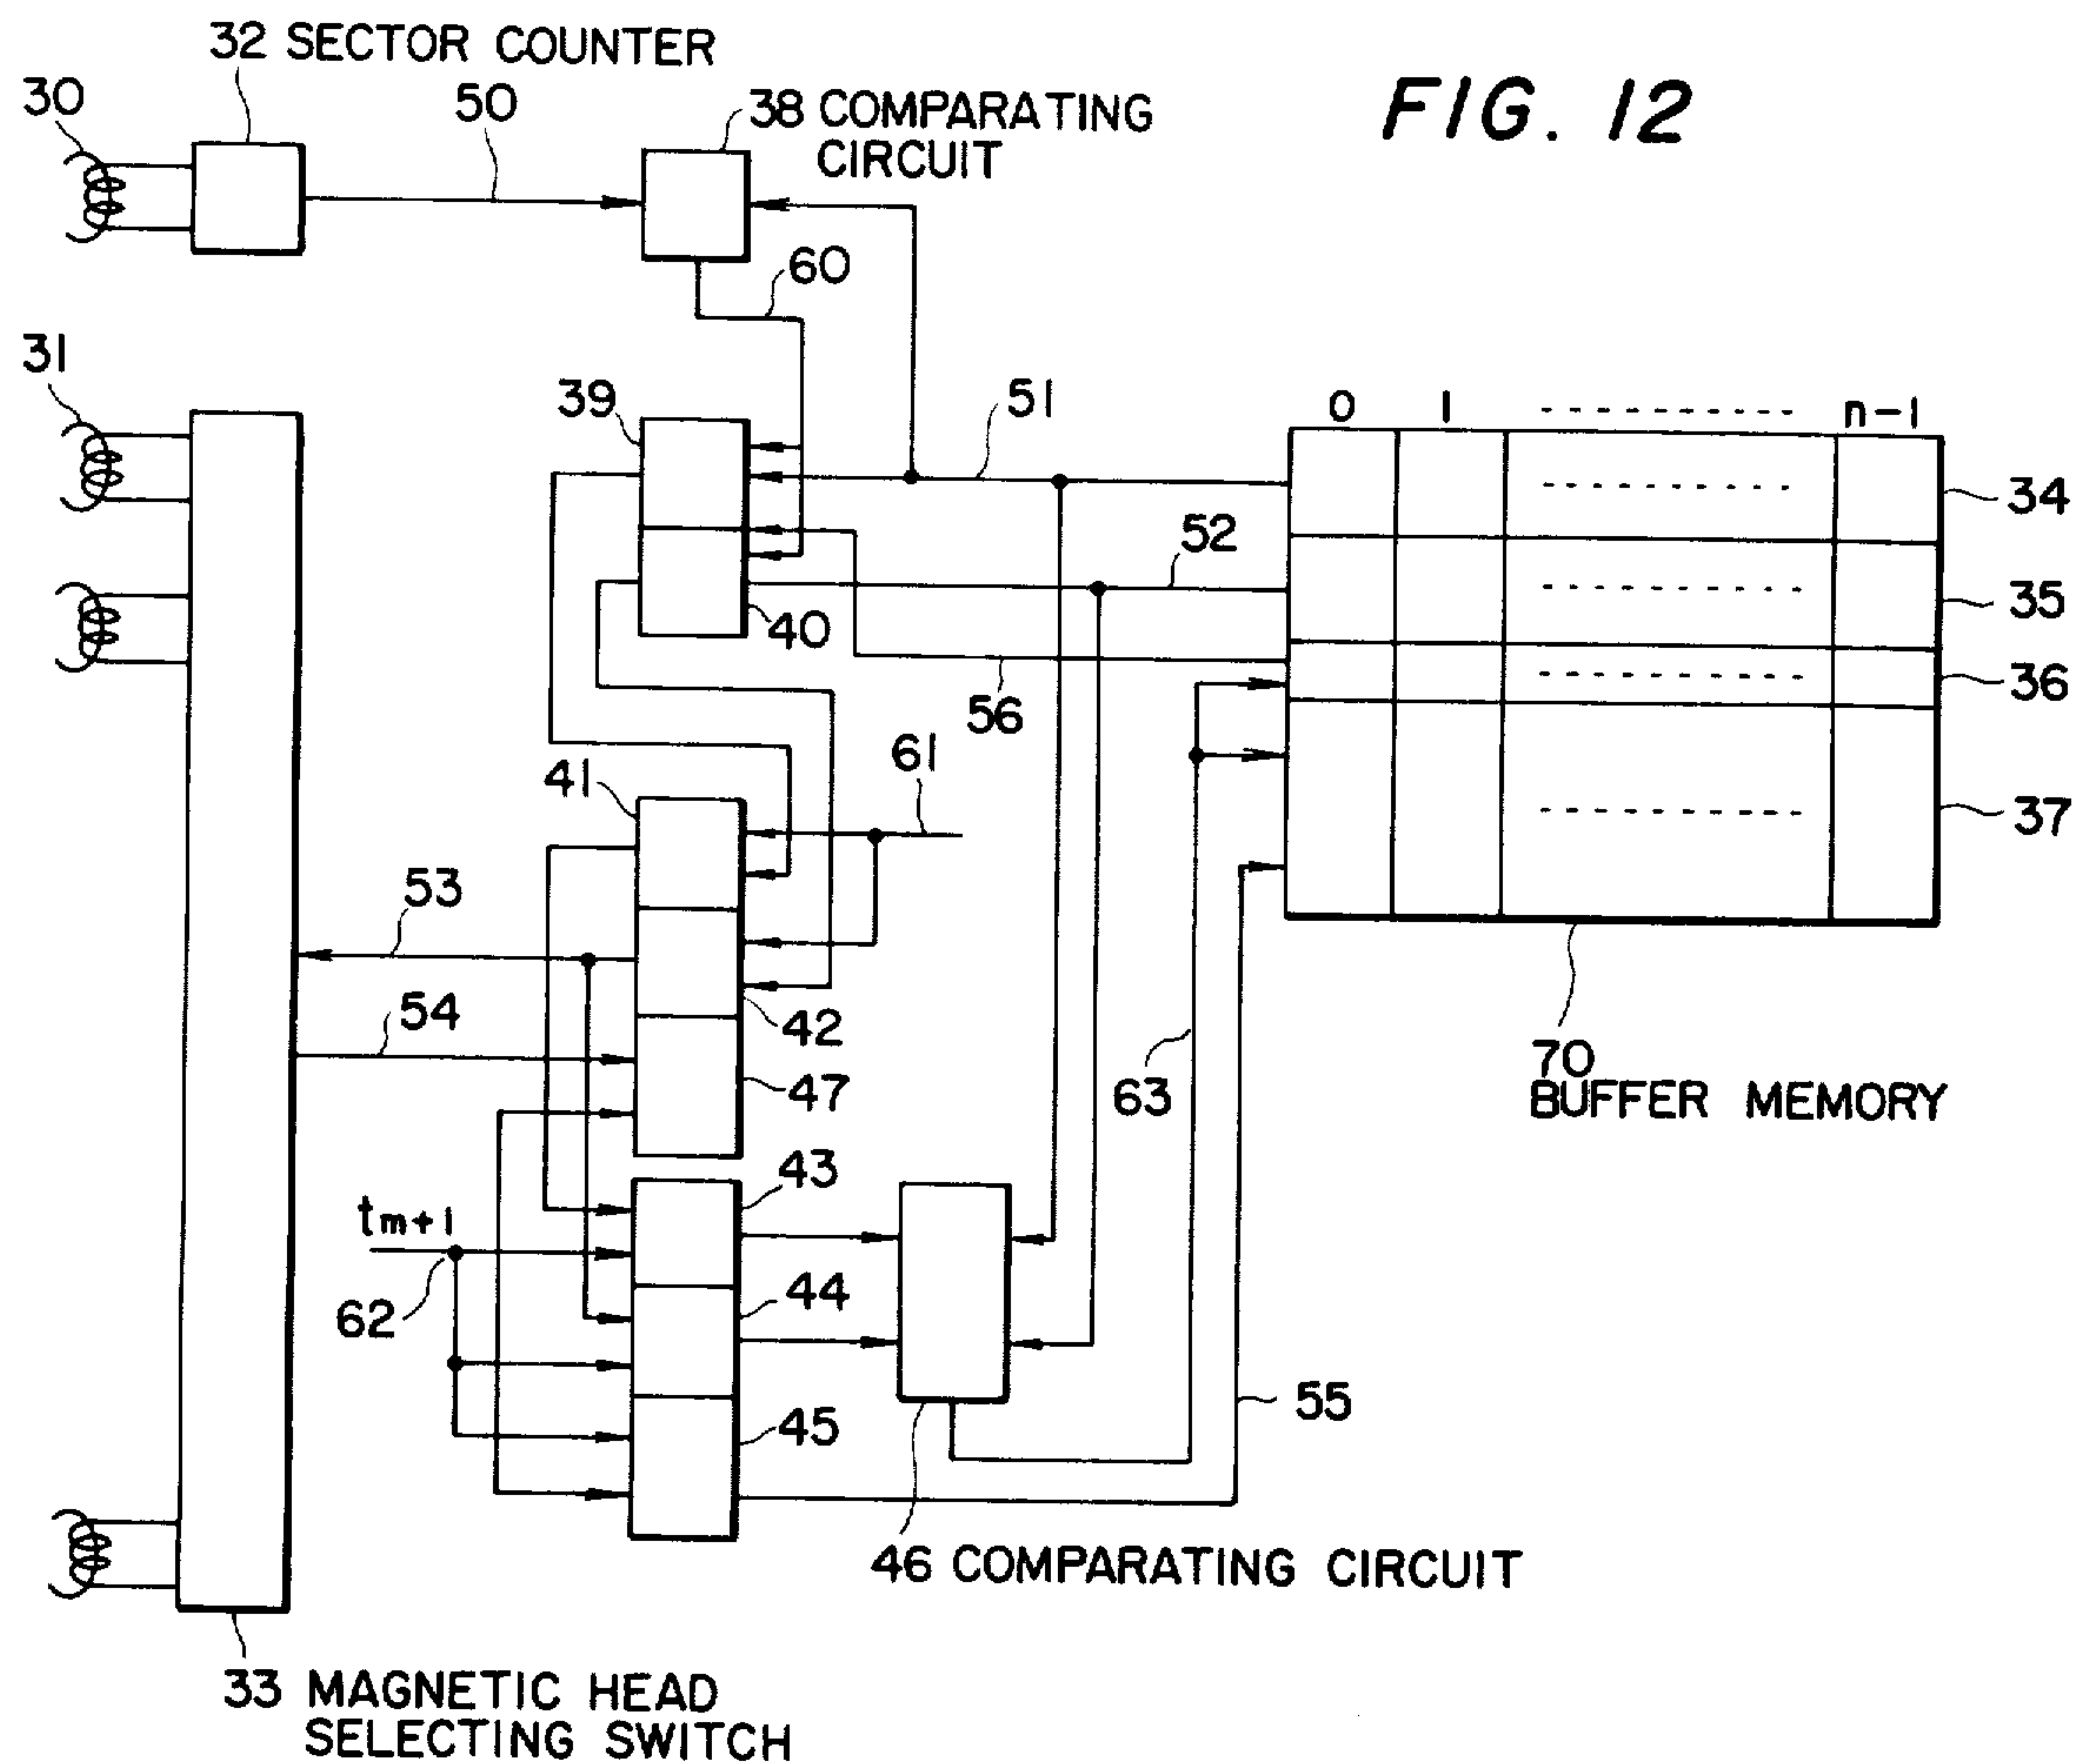 32 SECTOR COUNTER
30
50
38 COMPARATING
CIRCUIT
FIG. 12
60
31
39
51
0 1 ---------- n-1
34
52
35
40
36
56
61
41
37
53
54
42
47
63
70
BUFFER MEMORY
43
tm+1
44
62
55
45
46 COMPARATING CIRCUIT
33 MAGNETIC HEAD
SELECTING SWITCH